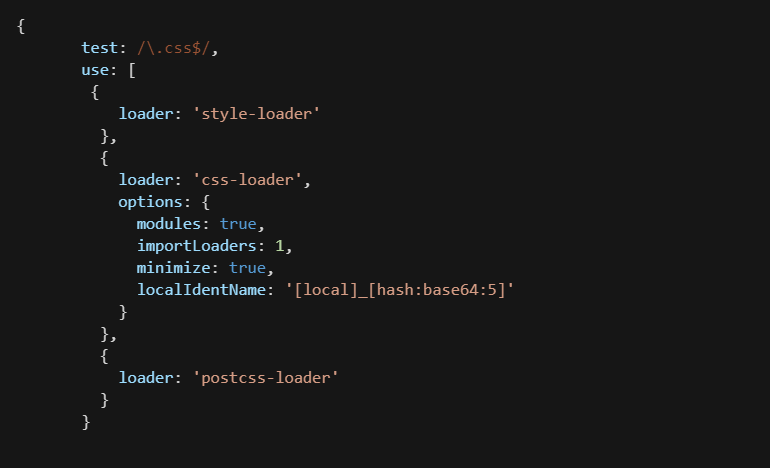 {
test: /\.css$/,
use: [
{
loader: 'style-loader'
},
{
loader: 'css-loader',
options: {
modules: true,
importLoaders: 1,
minimize: true,
localIdentName: '[local]_[hash:base64:5]'
}
},
{
loader: 'postcss-loader'
}
}